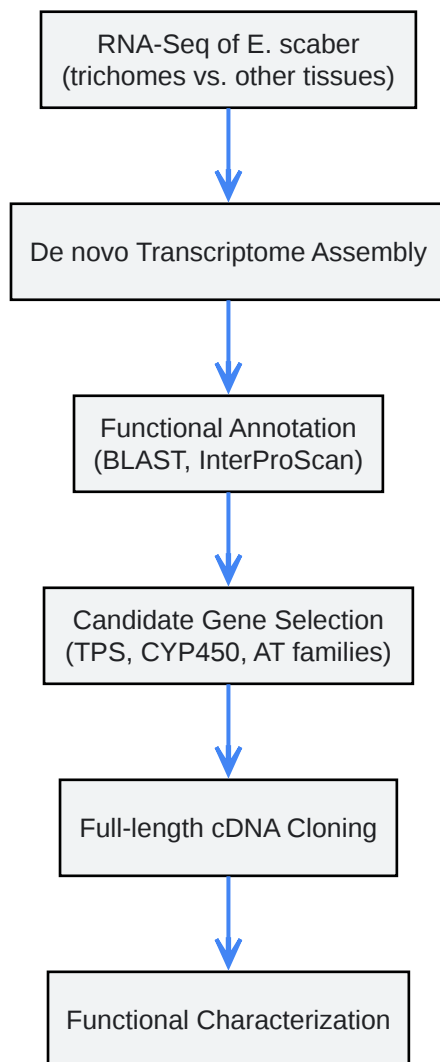 RNA-Seq of E. scaber
(trichomes vs. other tissues)
De novo Transcriptome Assembly
Functional Annotation
(BLAST, InterProScan)
Candidate Gene Selection
(TPS, CYP450, AT families)
Full-length cDNA Cloning
Functional Characterization